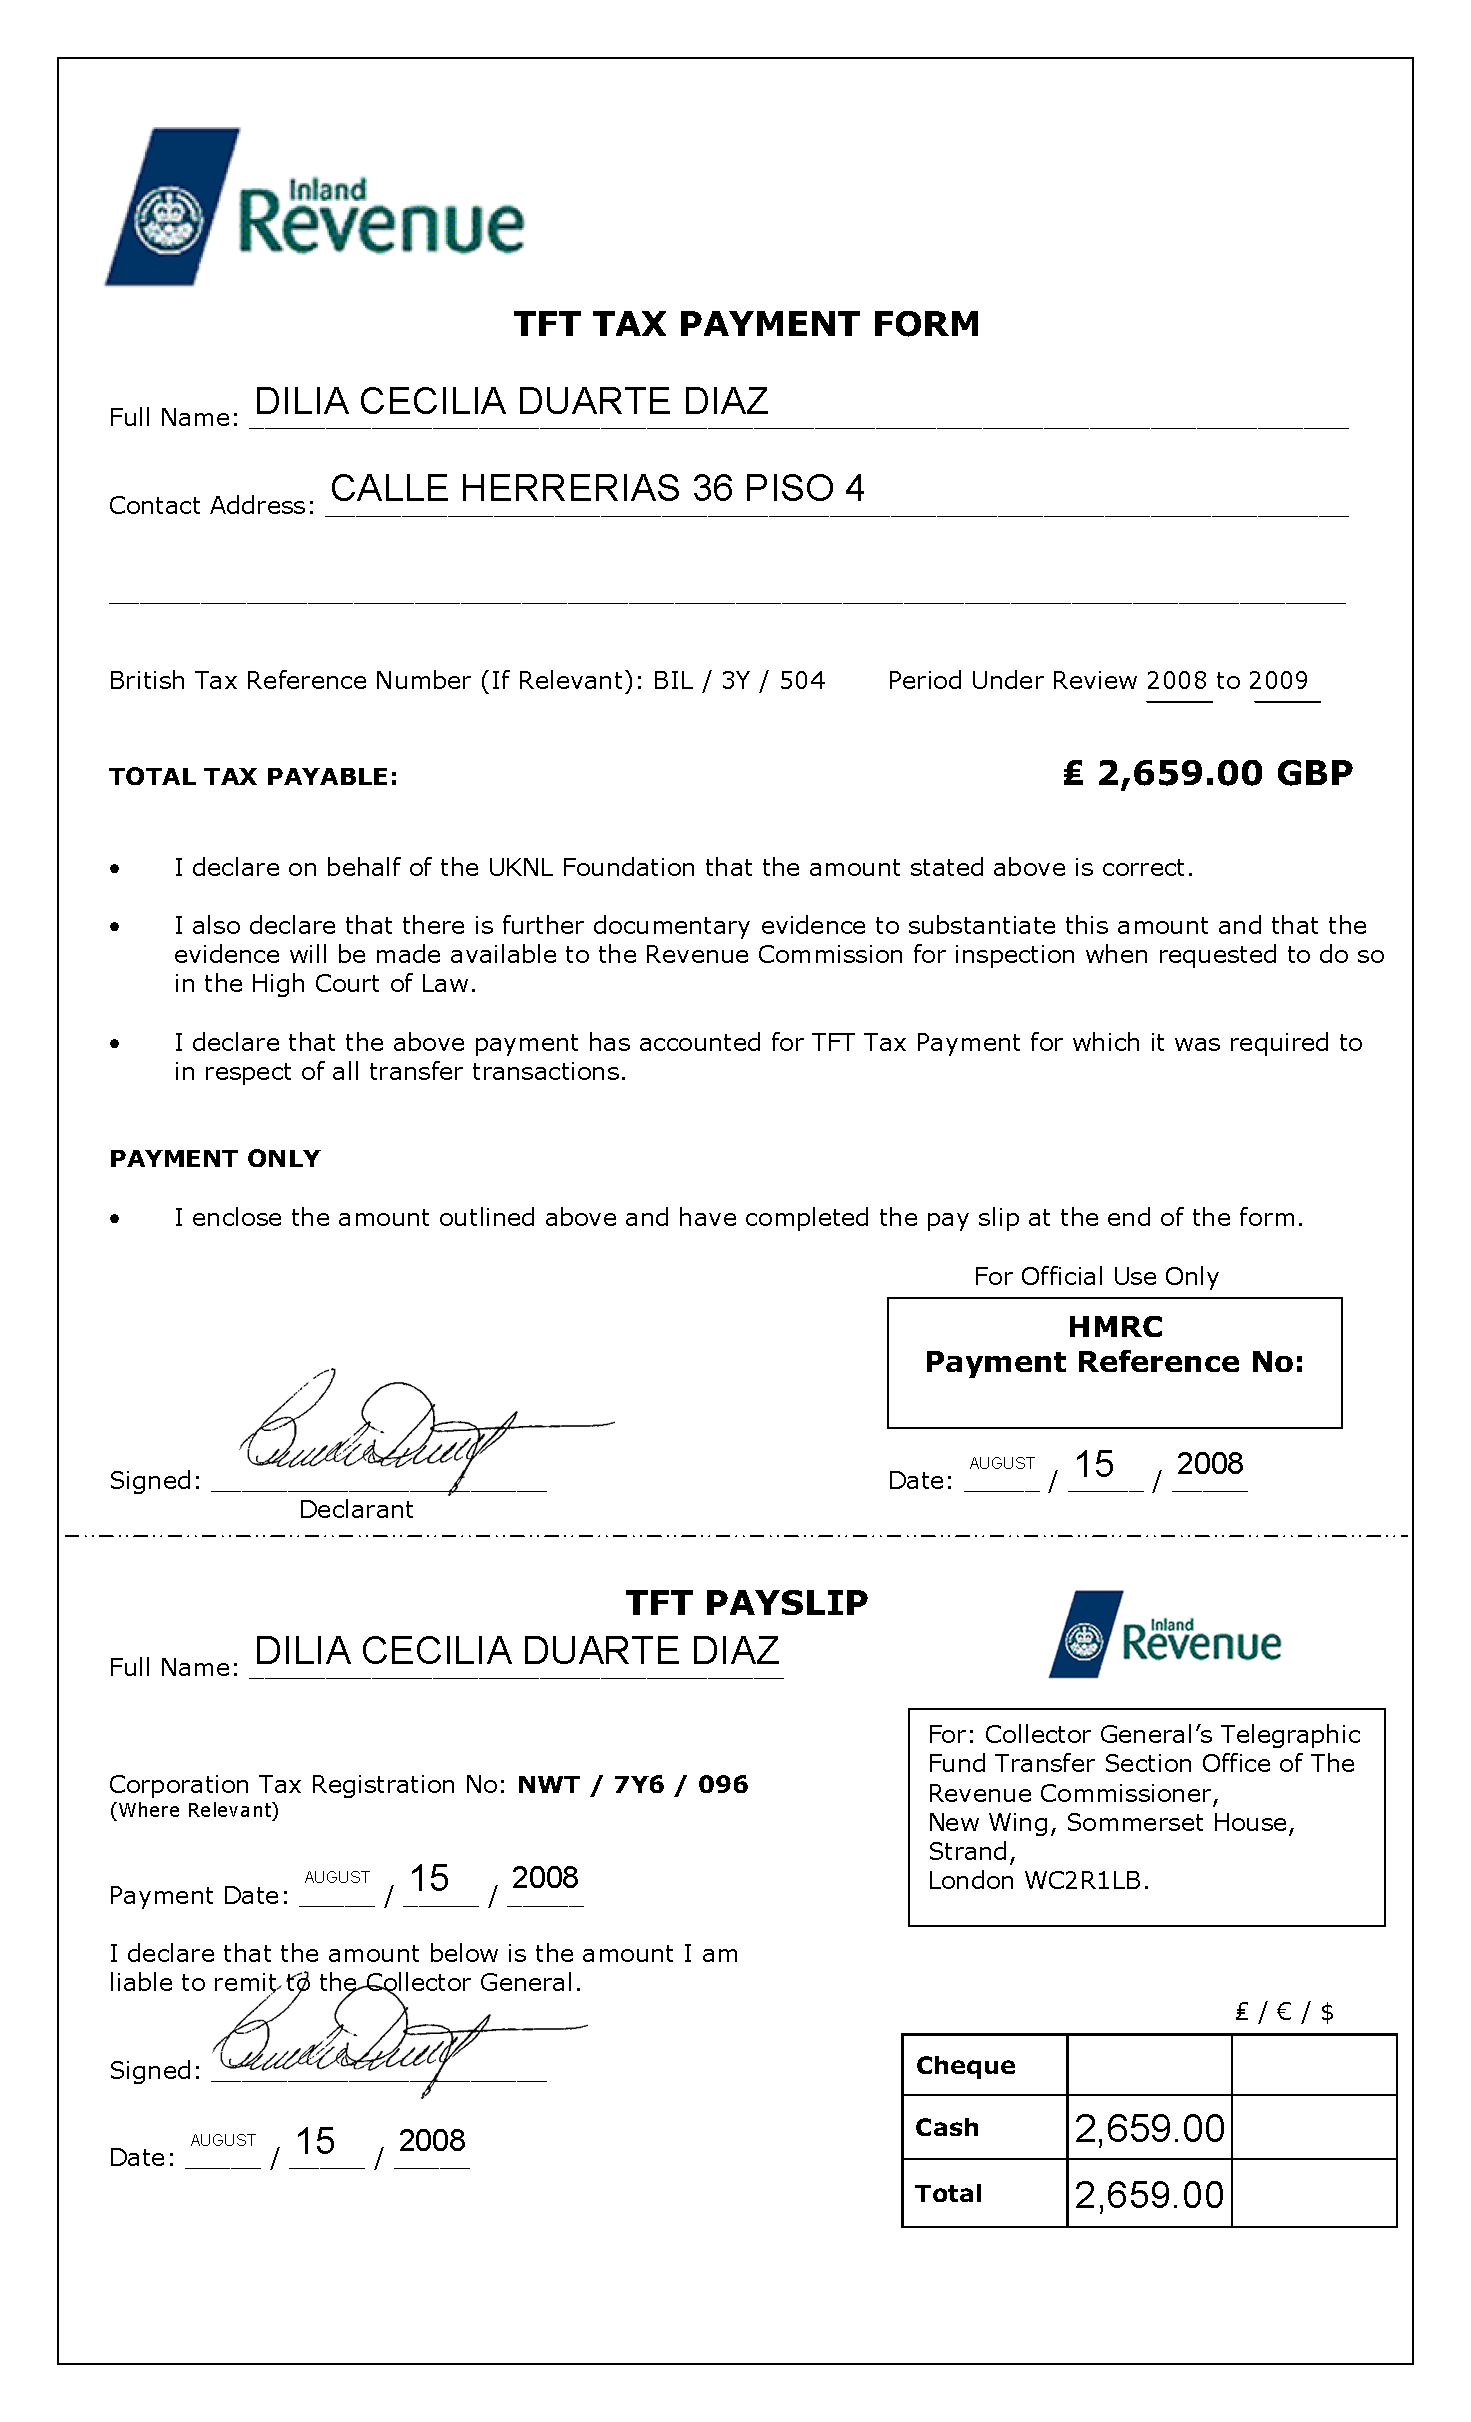 Inland
Revenue
TFT TAX PAYMENT FORM
Full Name: DILIA CECILIA DUARTE DIAZ
Contact Address: CALLE HERRERIAS 36 PISO 4
British Tax Reference Number (If Relevant): BIL / 3Y / 504 Period Under Review 2008 to 2009
TOTAL TAX PAYABLE: ₤ 2,659.00 GBP
• I declare on behalf of the UKNL Foundation that the amount stated above is correct.
• I also declare that there is further documentary evidence to substantiate this amount and that the
evidence will be made available to the Revenue Commission for inspection when requested to do so
in the High Court of Law.
• I declare that the above payment has accounted for TFT Tax Payment for which it was required to
in respect of all transfer transactions.
PAYMENT ONLY
• I enclose the amount outlined above and have completed the pay slip at the end of the form.
For Official Use Only
HMRC
Payment Reference No:
Signed: Date: AUGUST / 15 / 2008
Declarant
TFT PAYSLIP
Inland
Revenue
Full Name: DILIA CECILIA DUARTE DIAZ
For: Collector General’s Telegraphic
Fund Transfer Section Office of The
Revenue Commissioner,
New Wing, Sommerset House,
Strand,
London WC2R1LB.
Corporation Tax Registration No: NWT / 7Y6 / 096
(Where Relevant)
Payment Date: AUGUST / 15 / 2008
I declare that the amount below is the amount I am
liable to remit to the Collector General.
Signed:
Date: AUGUST / 15 / 2008
₤ / € / $
Cheque
Cash 2,659.00
Total 2,659.00